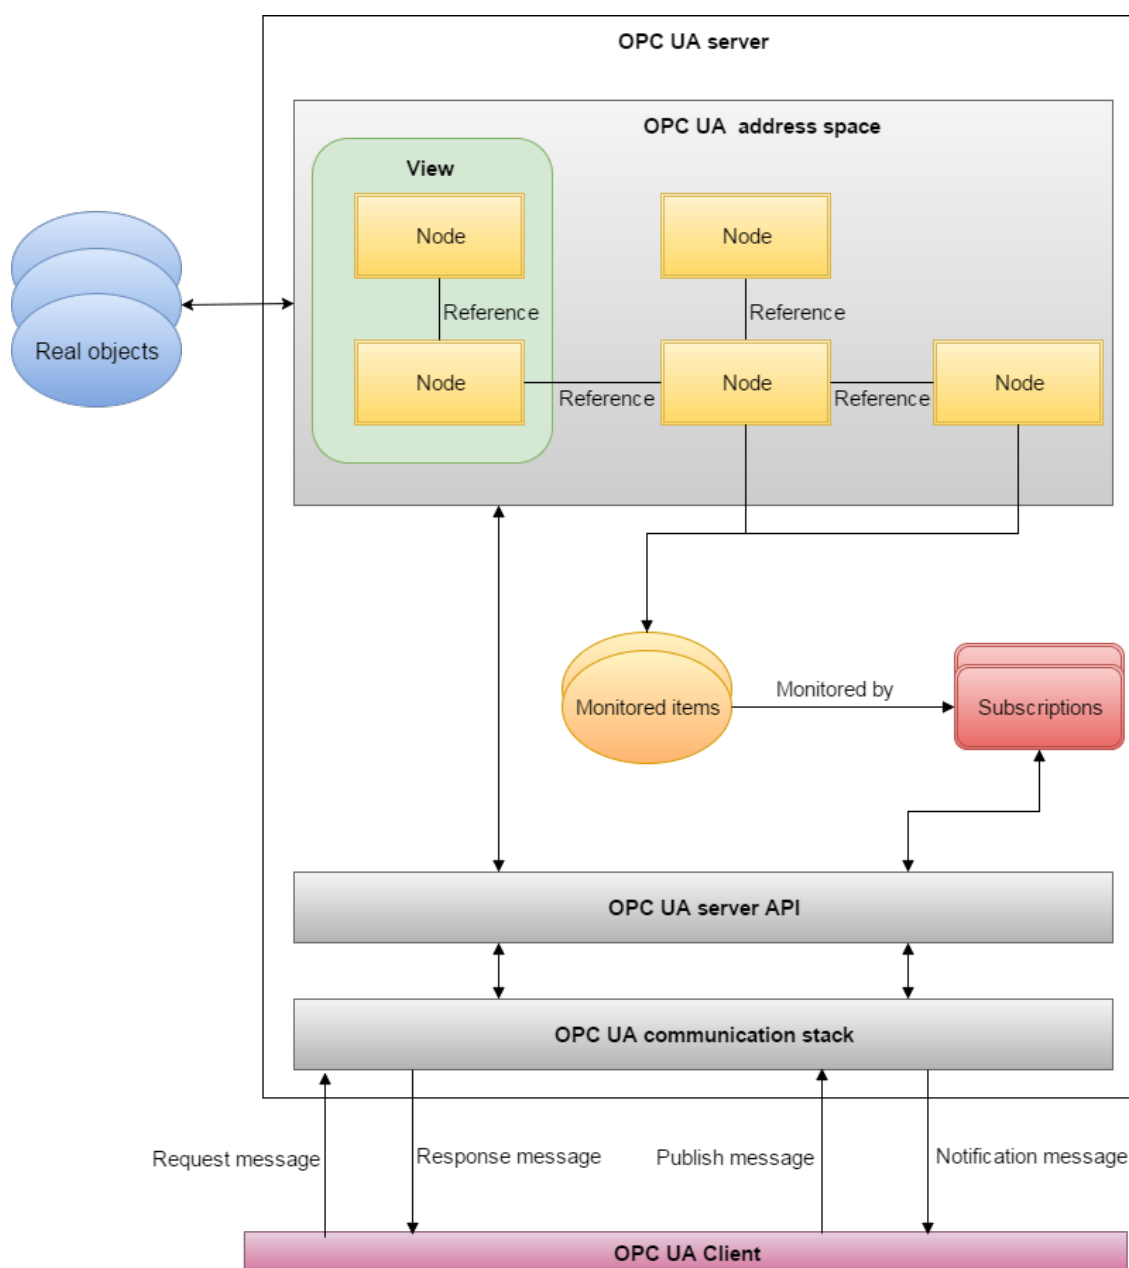 OPC UA server
OPC UA address space
View
Node
Node
Reference
Reference
Real objects
Node
Reference
Node
Reference
Node
Monitored items
Monitored by
Subscriptions
OPC UA server API
OPC UA communication stack
Request message
Response message
Publish message
Notification message
OPC UA Client